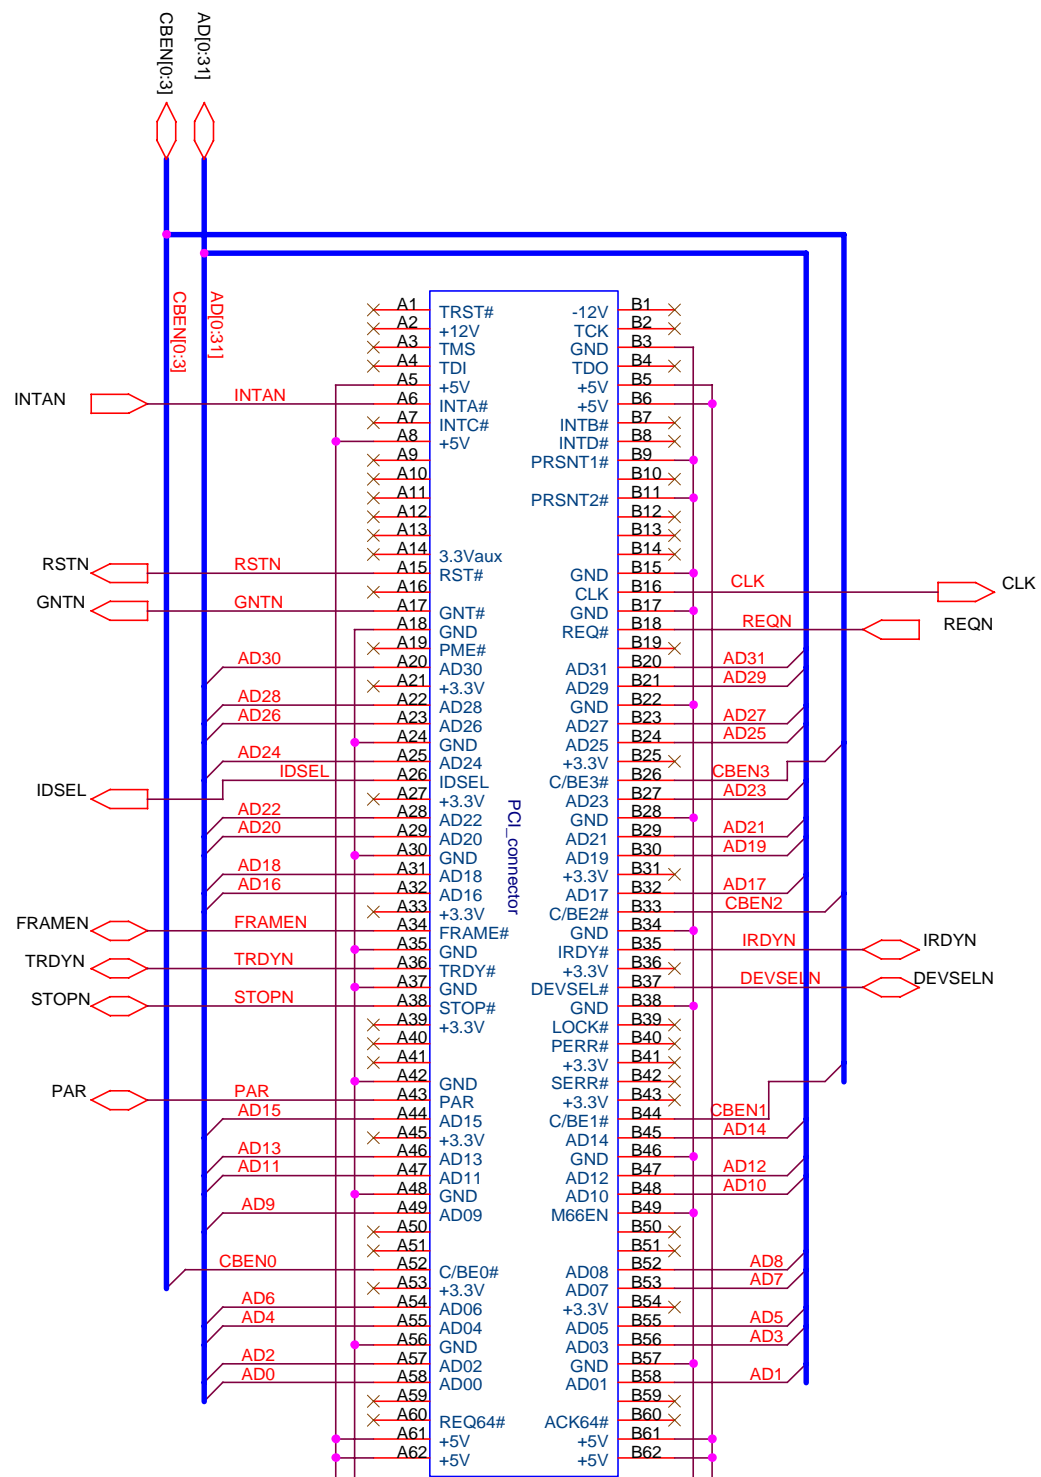 CBEN[0:3]
AD[0:31]
CBEN[0:3]
AD[0:31]
A1 TRST# -12V B1
A2 +12V TCK B2
A3 TMS GND B3
A4 TDI TDO B4
A5 +5V +5V B5
INTAN INTAN A6 INTA# +5V B6
A7 INTC# INTB# B7
A8 +5V INTD# B8
A9 PRSNT1# B9
A10 B10
A11 PRSNT2# B11
A12 B12
A13 B13
A14 3.3Vaux B14
RSTN RSTN A15 RST# GND B15
A16 CLK B16 CLK CLK
GNTN GNTN A17 GNT# GND B17
A18 GND REQ# B18 REQN REQN
A19 PME# B19
AD30 A20 AD30 AD31 B20 AD31
A21 +3.3V AD29 B21 AD29
AD28 A22 AD28 GND B22
AD26 A23 AD26 AD27 B23 AD27
A24 GND AD25 B24 AD25
AD24 A25 AD24 +3.3V B25
IDSEL IDSEL A26 IDSEL C/BE3# B26 CBEN3
A27 +3.3V AD23 B27 AD23
AD22 A28 AD22 GND B28
AD20 A29 AD20 AD21 B29 AD21
A30 GND AD19 B30 AD19
AD18 A31 AD18 +3.3V B31
AD16 A32 AD16 AD17 B32 AD17
A33 +3.3V C/BE2# B33 CBEN2
FRAMEN FRAMEN A34 FRAME# GND B34
A35 GND IRDY# B35 IRDYN IRDYN
TRDYN TRDYN A36 TRDY# +3.3V B36
A37 GND DEVSEL# B37 DEVSELN DEVSELN
STOPN STOPN A38 STOP# GND B38
A39 +3.3V LOCK# B39
A40 PERR# B40
A41 +3.3V B41
A42 GND SERR# B42
PAR PAR A43 PAR +3.3V B43
AD15 A44 AD15 C/BE1# B44 CBEN1
A45 +3.3V AD14 B45 AD14
AD13 A46 AD13 GND B46
AD11 A47 AD11 AD12 B47 AD12
A48 GND AD10 B48 AD10
AD9 A49 AD09 M66EN B49
A50 B50
A51 B51
CBEN0 A52 C/BE0# AD08 B52 AD8
A53 +3.3V AD07 B53 AD7
AD6 A54 AD06 +3.3V B54
AD4 A55 AD04 AD05 B55 AD5
A56 GND AD03 B56 AD3
AD2 A57 AD02 GND B57
AD0 A58 AD00 AD01 B58 AD1
A59 B59
A60 REQ64# ACK64# B60
A61 +5V +5V B61
A62 +5V +5V B62
PCI_connector